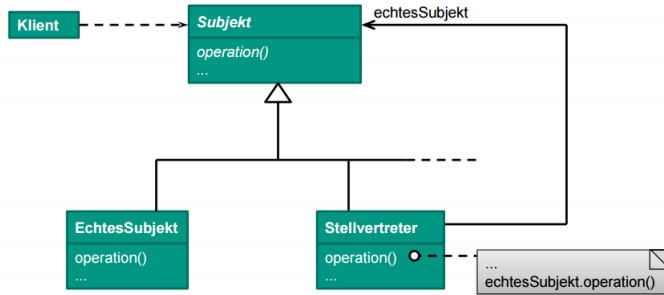 Klient
Subjekt
operation()
...
echtesSubjekt
EchtesSubjekt
operation()
...
Stellvertreter
operation()
...
...
echtesSubjekt.operation()